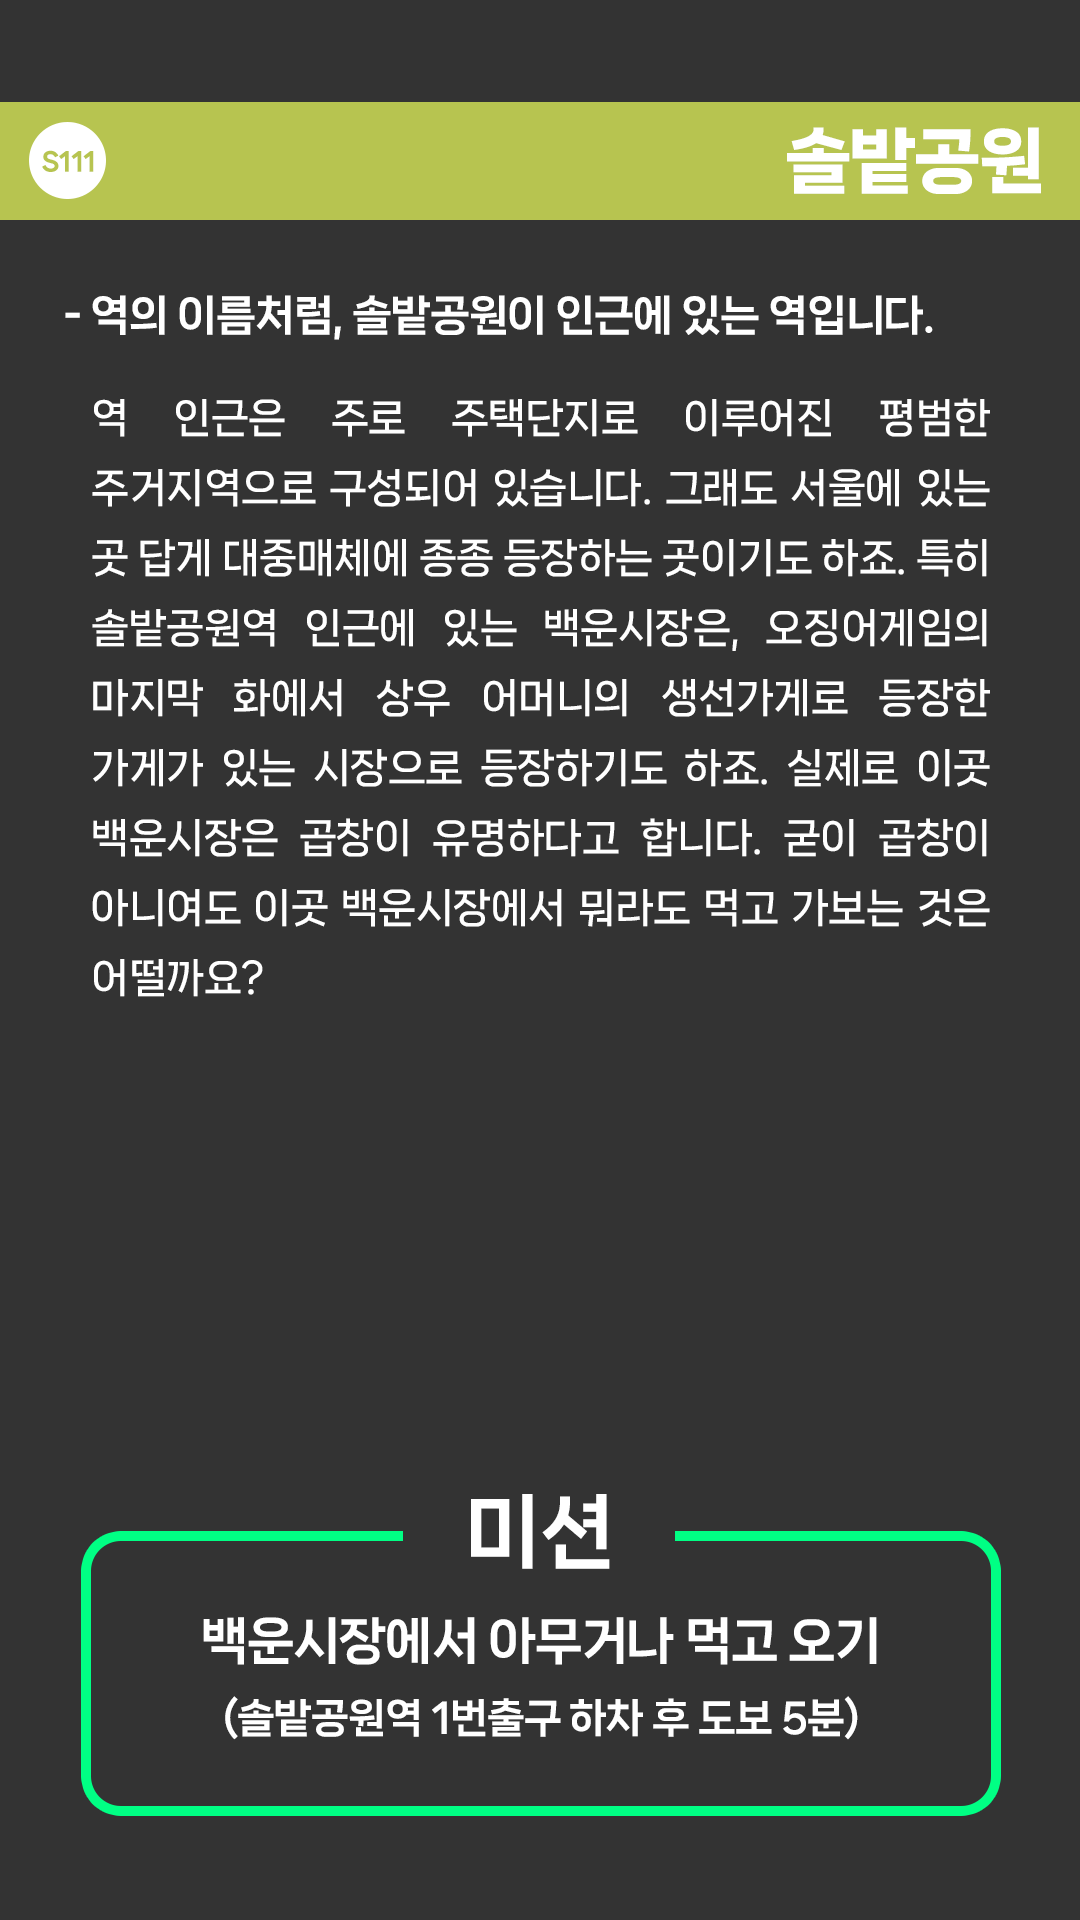 S111
솔밭공원
- 역의 이름처럼, 솔밭공원이 인근에 있는 역입니다.
역 인근은 주로 주택단지로 이루어진 평범한
주거지역으로 구성되어 있습니다. 그래도 서울에 있는
곳 답게 대중매체에 종종 등장하는 곳이기도 하죠. 특히
솔밭공원역 인근에 있는 백운시장은, 오징어게임의
마지막 화에서 상우 어머니의 생선가게로 등장한
가게가 있는 시장으로 등장하기도 하죠. 실제로 이곳
백운시장은 곱창이 유명하다고 합니다. 굳이 곱창이
아니여도 이곳 백운시장에서 뭐라도 먹고 가보는 것은
어떨까요?
미션
백운시장에서 아무거나 먹고 오기
(솔밭공원역 1번출구 하차 후 도보 5분)